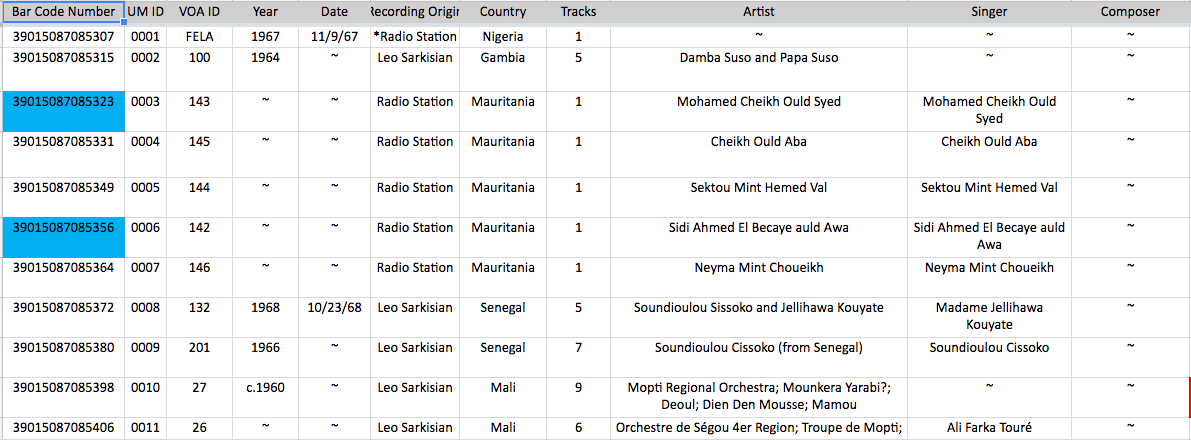 Bar Code Number UM ID VOA ID Year Date Recording Origin Country Tracks Artist Singer Composer
39015087085307 0001 FELA 1967 11/9/67 *Radio Station Nigeria 1 ~ ~ ~
39015087085315 0002 100 1964 ~ Leo Sarkisian Gambia 5 Damba Suso and Papa Suso ~ ~
39015087085323 0003 143 ~ ~ Radio Station Mauritania 1 Mohamed Cheikh Ould Syed Mohamed Cheikh Ould ~
Syed
39015087085331 0004 145 ~ ~ Radio Station Mauritania 1 Cheikh Ould Aba Cheikh Ould Aba ~
39015087085349 0005 144 ~ ~ Radio Station Mauritania 1 Sektou Mint Hemed Val Sektou Mint Hemed Val ~
39015087085356 0006 142 ~ ~ Radio Station Mauritania 1 Sidi Ahmed El Becaye auld Awa Sidi Ahmed El Becaye auld ~
Awa
39015087085364 0007 146 ~ ~ Radio Station Mauritania 1 Neyma Mint Choueikh Neyma Mint Choueikh ~
39015087085372 0008 132 1968 10/23/68 Leo Sarkisian Senegal 5 Soundioulou Sissoko and Jellihawa Kouyate Madame Jellihawa ~
Kouyate
39015087085380 0009 201 1966 ~ Leo Sarkisian Senegal 7 Soundioulou Cissoko (from Senegal) Soundioulou Cissoko ~
39015087085398 0010 27 c.1960 ~ Leo Sarkisian Mali 9 Mopti Regional Orchestra; Mounkera Yarabi?; ~ ~
Deoul; Dien Den Mousse; Mamou
39015087085406 0011 26 ~ ~ Leo Sarkisian Mali 6 Orchestre de Ségou 4er Region; Troupe de Mopti; Ali Farka Touré ~